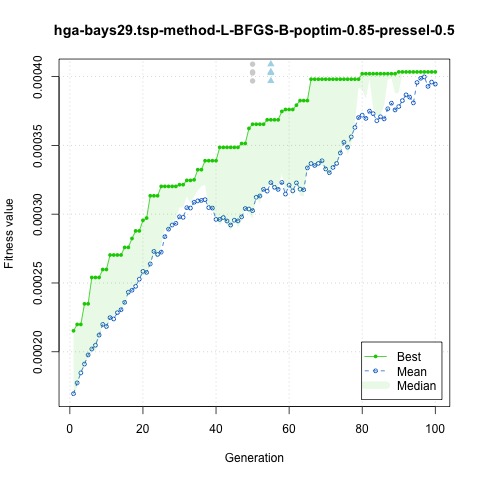 hga-bays29.tsp-method-L-BFGS-B-poptim-0.85-pressel-0.5
0.00040
0.00035
0.00030
0.00025
0.00020
Fitness value
Best
Mean
Median
0 20 40 60 80 100
Generation